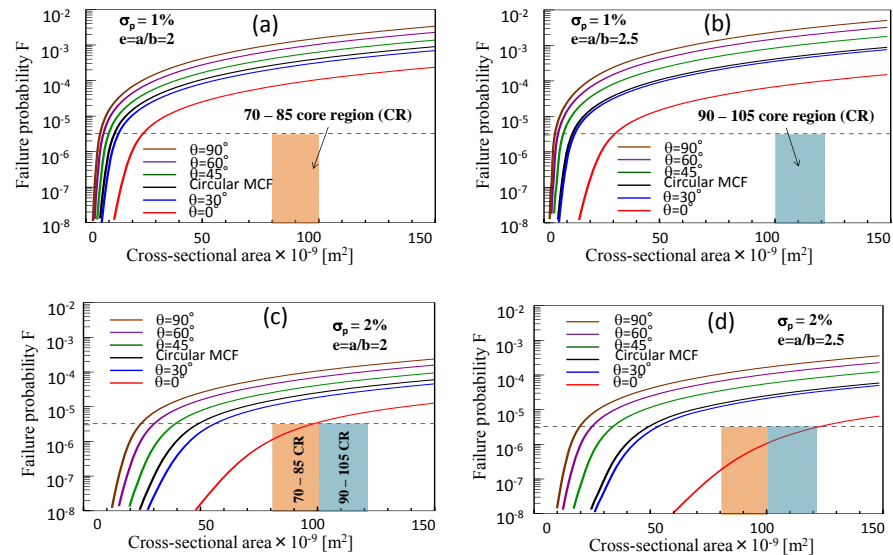 σp = 1%
e=a/b=2
(a)
70 – 85 core region (CR)
θ=90°
θ=60°
θ=45°
Circular MCF
θ=30°
θ=0°
Failure probability F
10-2
10-3
10-4
10-5
10-6
10-7
10-8
0 50 100 150
Cross-sectional area × 10-9 [m2]
σp = 1%
e=a/b=2.5
(b)
90 – 105 core region (CR)
θ=90°
θ=60°
θ=45°
Circular MCF
θ=30°
θ=0°
Failure probability F
10-2
10-3
10-4
10-5
10-6
10-7
10-8
0 50 100 150
Cross-sectional area × 10-9 [m2]
(c)
σp = 2%
e=a/b=2
θ=90°
θ=60°
θ=45°
Circular MCF
θ=30°
θ=0°
70 – 85 CR
90 – 105 CR
Failure probability F
10-2
10-3
10-4
10-5
10-6
10-7
10-8
0 50 100 150
Cross-sectional area × 10-9 [m2]
(d)
σp = 2%
e=a/b=2.5
θ=90°
θ=60°
θ=45°
Circular MCF
θ=30°
θ=0°
Failure probability F
10-2
10-3
10-4
10-5
10-6
10-7
10-8
0 50 100 150
Cross-sectional area × 10-9 [m2]